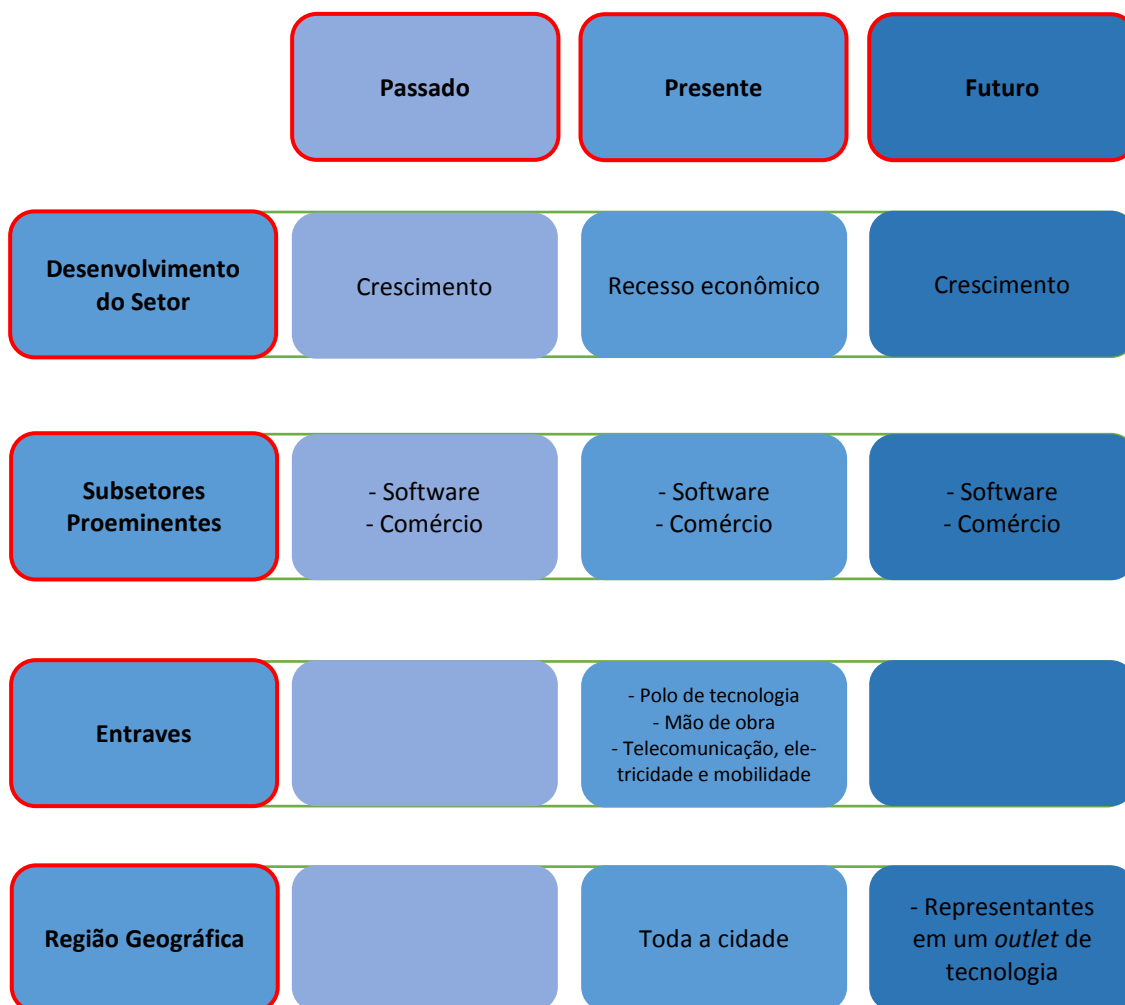 Passado
Presente
Futuro
Desenvolvimento
do Setor
Crescimento
Recesso econômico
Crescimento
Subsetores
Proeminentes
- Software
- Comércio
- Software
- Comércio
- Software
- Comércio
Entraves
- Polo de tecnologia
- Mão de obra
- Telecomunicação, ele-
tricidade e mobilidade
Região Geográfica
Toda a cidade
- Representantes
em um outlet de
tecnologia